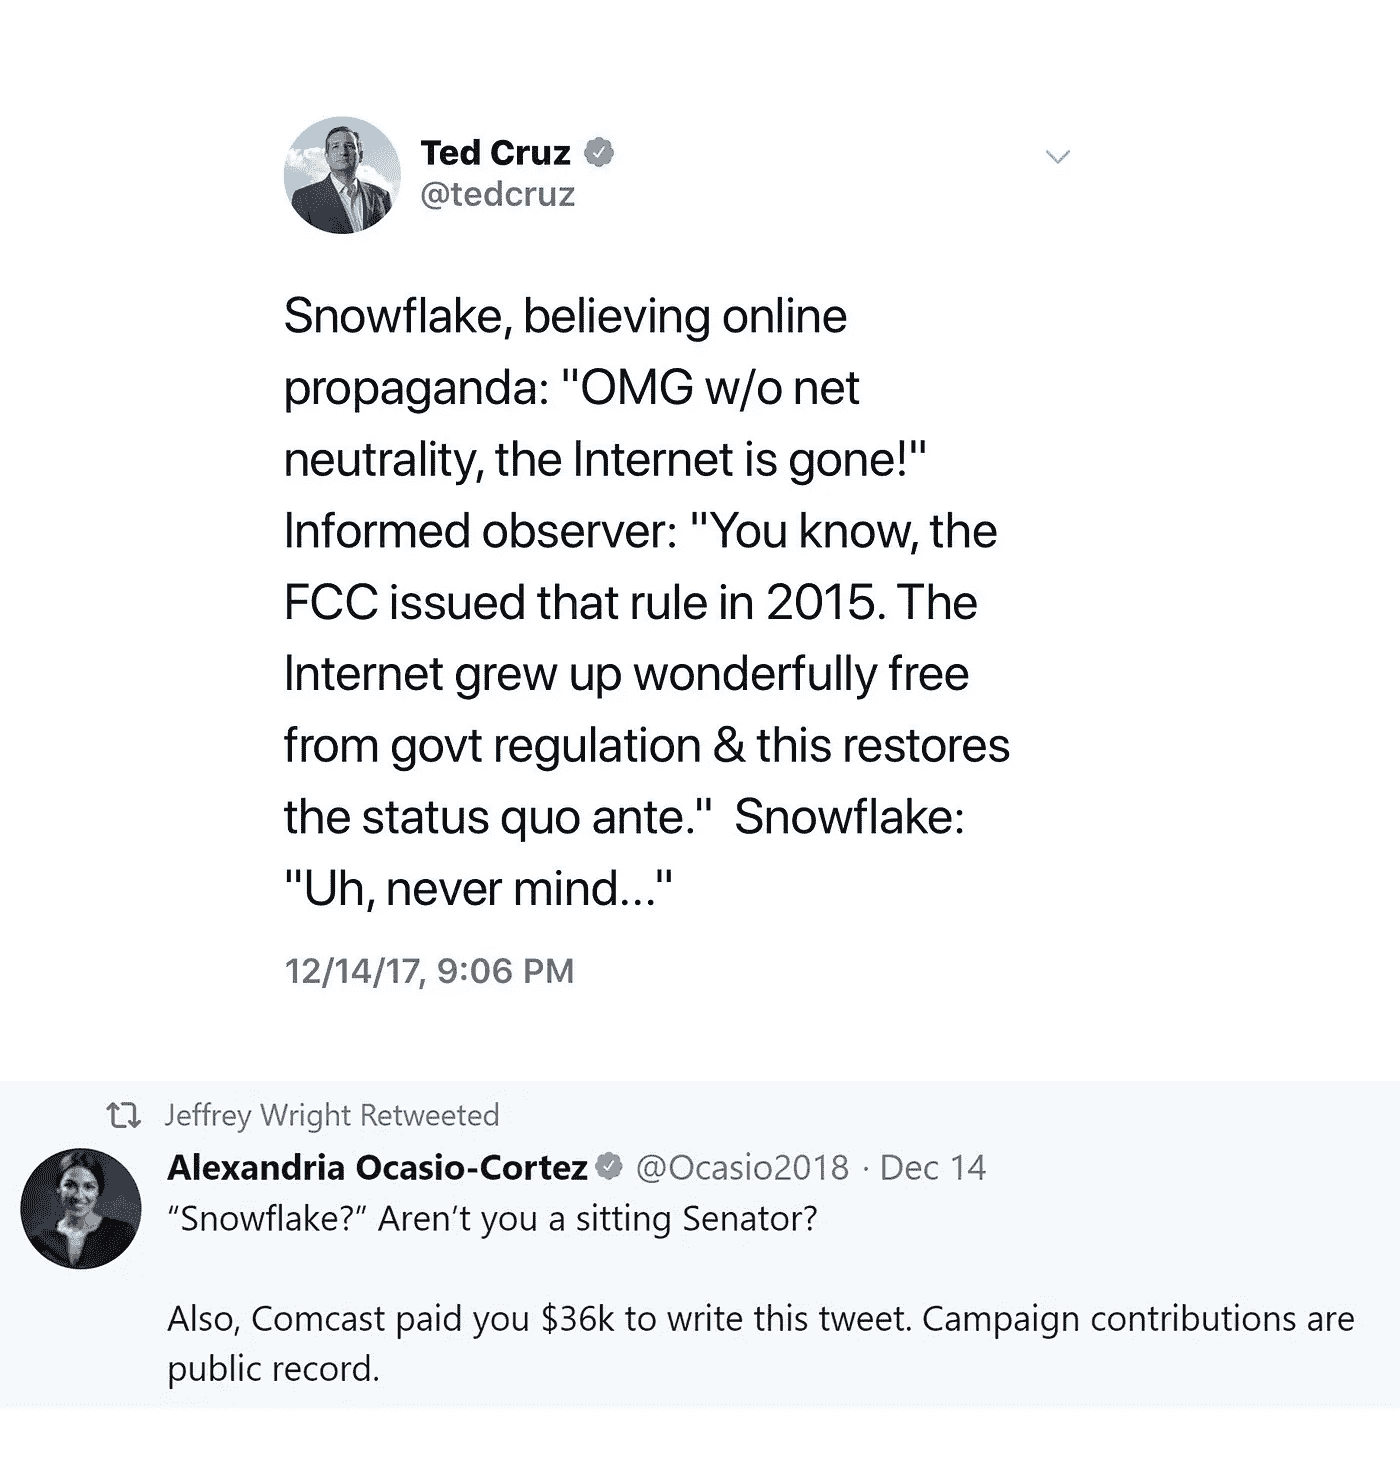 Ted Cruz
@tedcruz
Snowflake, believing online
propaganda: "OMG w/o net
neutrality, the Internet is gone!"
Informed observer: "You know, the
FCC issued that rule in 2015. The
Internet grew up wonderfully free
from govt regulation & this restores
the status quo ante."  Snowflake:
"Uh, never mind..."
12/14/17, 9:06 PM
Jeffrey Wright Retweeted
Alexandria Ocasio-Cortez @Ocasio2018 · Dec 14
“Snowflake?” Aren’t you a sitting Senator?
Also, Comcast paid you $36k to write this tweet. Campaign contributions are
public record.